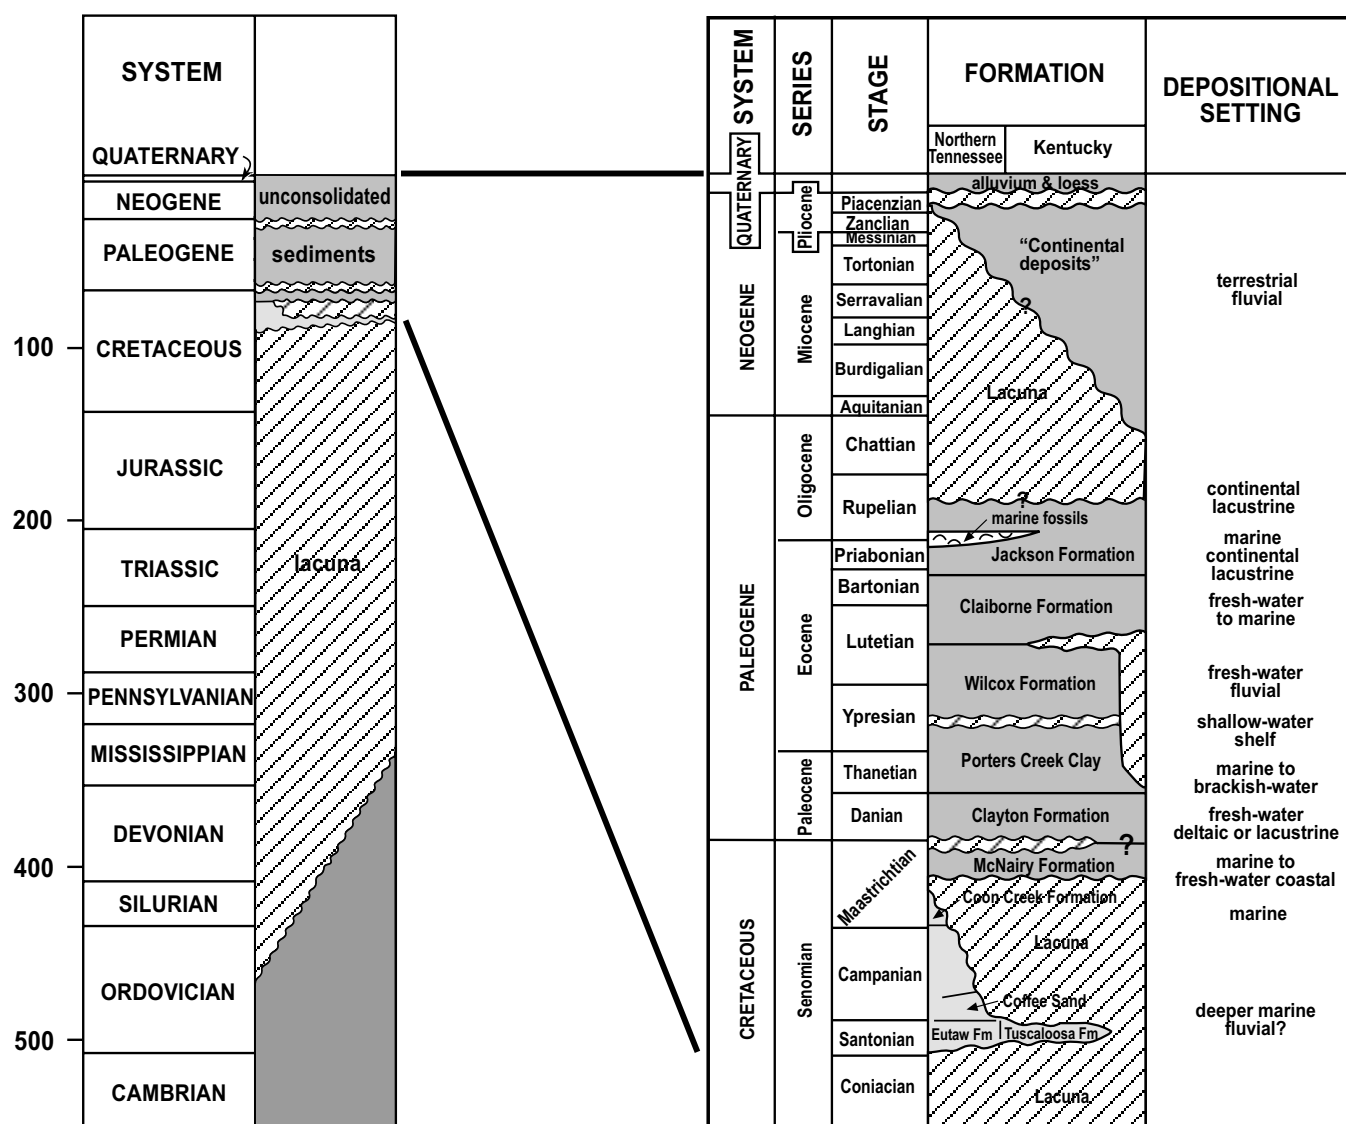 SYSTEM
QUATERNARY
NEOGENE
PALEOGENE
CRETACEOUS
JURASSIC
TRIASSIC
PERMIAN
PENNSYLVANIAN
MISSISSIPPIAN
DEVONIAN
SILURIAN
ORDOVICIAN
CAMBRIAN
100
200
300
400
500
unconsolidated
sediments
lacuna
SYSTEM
SERIES
STAGE
FORMATION
Northern
Tennessee
Kentucky
DEPOSITIONAL
SETTING
QUATERNARY
NEOGENE
PALEOGENE
CRETACEOUS
Pliocene
Miocene
Oligocene
Eocene
Paleocene
Senomian
Piacenzian
Zanclian
Messinian
Tortonian
Serravalian
Langhian
Burdigalian
Aquitanian
Chattian
Rupelian
Priabonian
Bartonian
Lutetian
Ypresian
Thanetian
Danian
Maastrichtian
Campanian
Santonian
Coniacian
alluvium & loess
“Continental
deposits”
?
Lacuna
?
marine fossils
Jackson Formation
Claiborne Formation
Wilcox Formation
Porters Creek Clay
Clayton Formation
?
McNairy Formation
Coon Creek Formation
Lacuna
Coffee Sand
Eutaw Fm
Tuscaloosa Fm
Lacuna
terrestrial
fluvial
continental
lacustrine
marine
continental
lacustrine
fresh-water
to marine
fresh-water
fluvial
shallow-water
shelf
marine to
brackish-water
fresh-water
deltaic or lacustrine
marine to
fresh-water coastal
marine
deeper marine
fluvial?